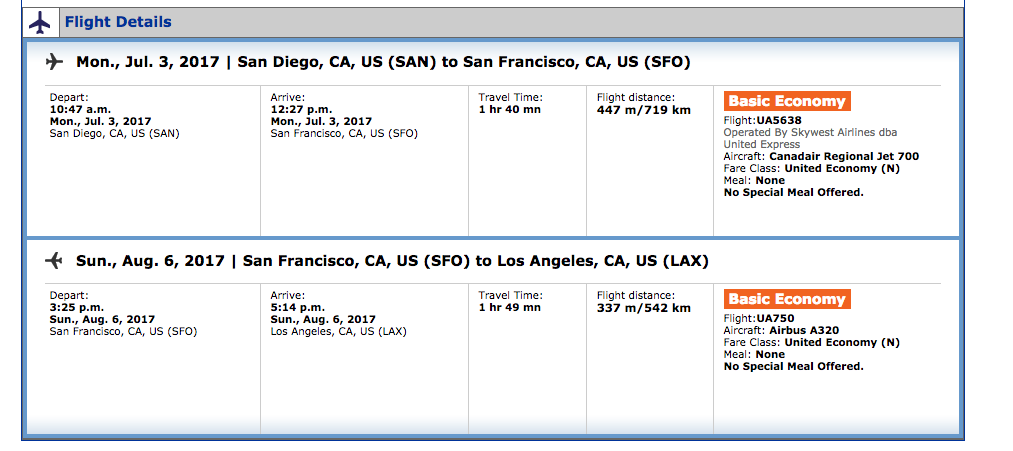 Flight Details
Mon., Jul. 3, 2017 | San Diego, CA, US (SAN) to San Francisco, CA, US (SFO)
Depart:
10:47 a.m.
Mon., Jul. 3, 2017
San Diego, CA, US (SAN)
Arrive:
12:27 p.m.
Mon., Jul. 3, 2017
San Francisco, CA, US (SFO)
Travel Time:
1 hr 40 mn
Flight distance:
447 m/719 km
Basic Economy
Flight:UA5638
Operated By Skywest Airlines dba
United Express
Aircraft: Canadair Regional Jet 700
Fare Class: United Economy (N)
Meal: None
No Special Meal Offered.
Sun., Aug. 6, 2017 | San Francisco, CA, US (SFO) to Los Angeles, CA, US (LAX)
Depart:
3:25 p.m.
Sun., Aug. 6, 2017
San Francisco, CA, US (SFO)
Arrive:
5:14 p.m.
Sun., Aug. 6, 2017
Los Angeles, CA, US (LAX)
Travel Time:
1 hr 49 mn
Flight distance:
337 m/542 km
Basic Economy
Flight:UA750
Aircraft: Airbus A320
Fare Class: United Economy (N)
Meal: None
No Special Meal Offered.